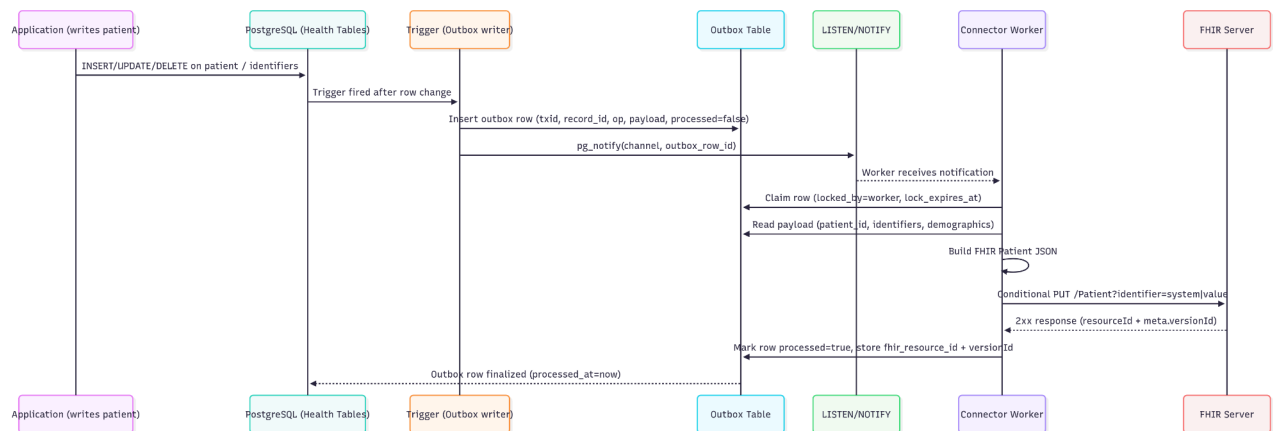 Application (writes patient)
PostgreSQL (Health Tables)
Trigger (Outbox writer)
Outbox Table
LISTEN/NOTIFY
Connector Worker
FHIR Server
INSERT/UPDATE/DELETE on patient / identifiers
Trigger fired after row change
Insert outbox row (txid, record_id, op, payload, processed=false)
pg_notify(channel, outbox_row_id)
Worker receives notification
Claim row (locked_by=worker, lock_expires_at)
Read payload (patient_id, identifiers, demographics)
Build FHIR Patient JSON
Conditional PUT /Patient?identifier=system|value
2xx response (resourceId + meta.versionId)
Mark row processed=true, store fhir_resource_id + versionId
Outbox row finalized (processed_at=now)
Application (writes patient)
PostgreSQL (Health Tables)
Trigger (Outbox writer)
Outbox Table
LISTEN/NOTIFY
Connector Worker
FHIR Server